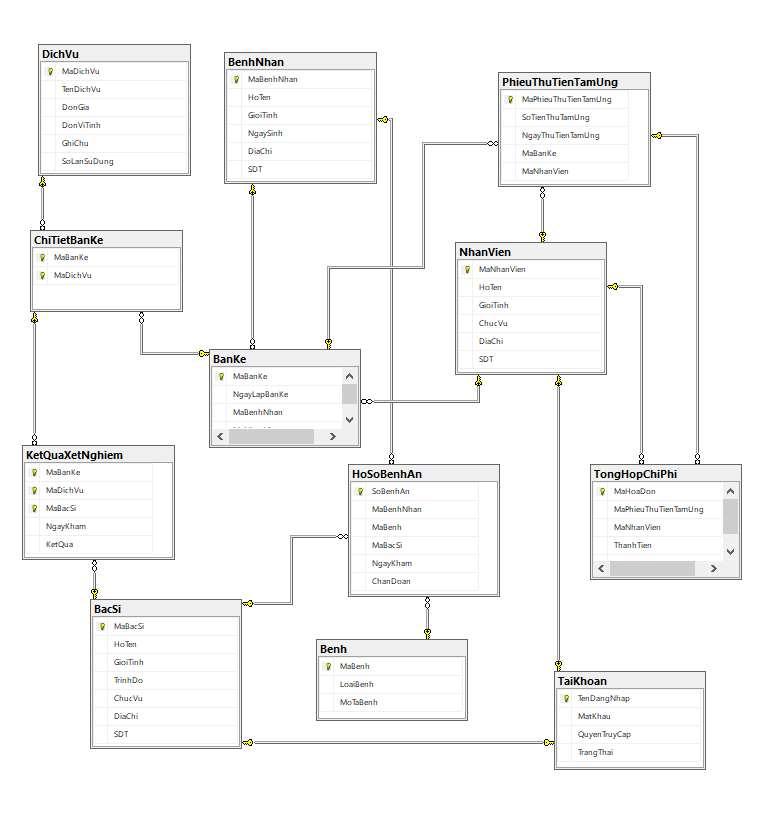 DichVu
MaDichVu
TenDichVu
DonGia
DonViTinh
GhiChu
SoLanSuDung
BenhNhan
MaBenhNhan
HoTen
GioiTinh
NgaySinh
DiaChi
SDT
PhieuThuTienTamUng
MaPhieuThuTienTamUng
SoTienThuTamUng
NgayThuTienTamUng
MaBanKe
MaNhanVien
ChiTietBanKe
MaBanKe
MaDichVu
NhanVien
MaNhanVien
HoTen
GioiTinh
ChucVu
DiaChi
SDT
BanKe
MaBanKe
NgayLapBanKe
MaBenhNhan
KetQuaXetNghiem
MaBanKe
MaDichVu
MaBacSi
NgayKham
KetQua
HoSoBenhAn
SoBenhAn
MaBenhNhan
MaBenh
MaBacSi
NgayKham
ChanDoan
TongHopChiPhi
MaHoaDon
MaPhieuThuTienTamUng
MaNhanVien
ThanhTien
BacSi
MaBacSi
HoTen
GioiTinh
TrinhDo
ChucVu
DiaChi
SDT
Benh
MaBenh
LoaiBenh
MoTaBenh
TaiKhoan
TenDangNhap
MatKhau
QuyenTruyCap
TrangThai